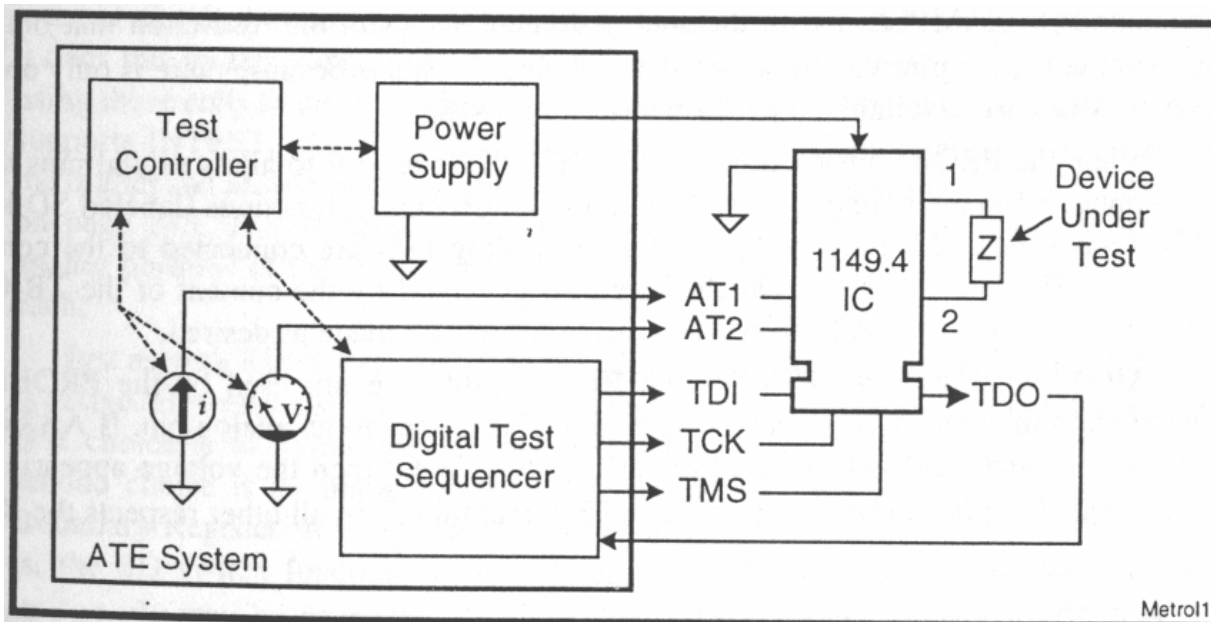 Test
Controller
Power
Supply
1
Device
Under
Test
1149.4
IC
Z
2
AT1
AT2
TDI
TDO
TCK
TMS
i
V
Digital Test
Sequencer
ATE System
Metrol1